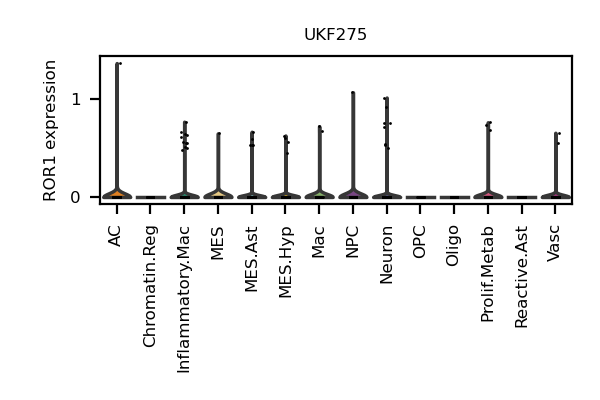 UKF275
ROR1 expression
1
0
AC
Chromatin.Reg
Inflammatory.Mac
MES
MES.Ast
MES.Hyp
Mac
NPC
Neuron
OPC
Oligo
Prolif.Metab
Reactive.Ast
Vasc